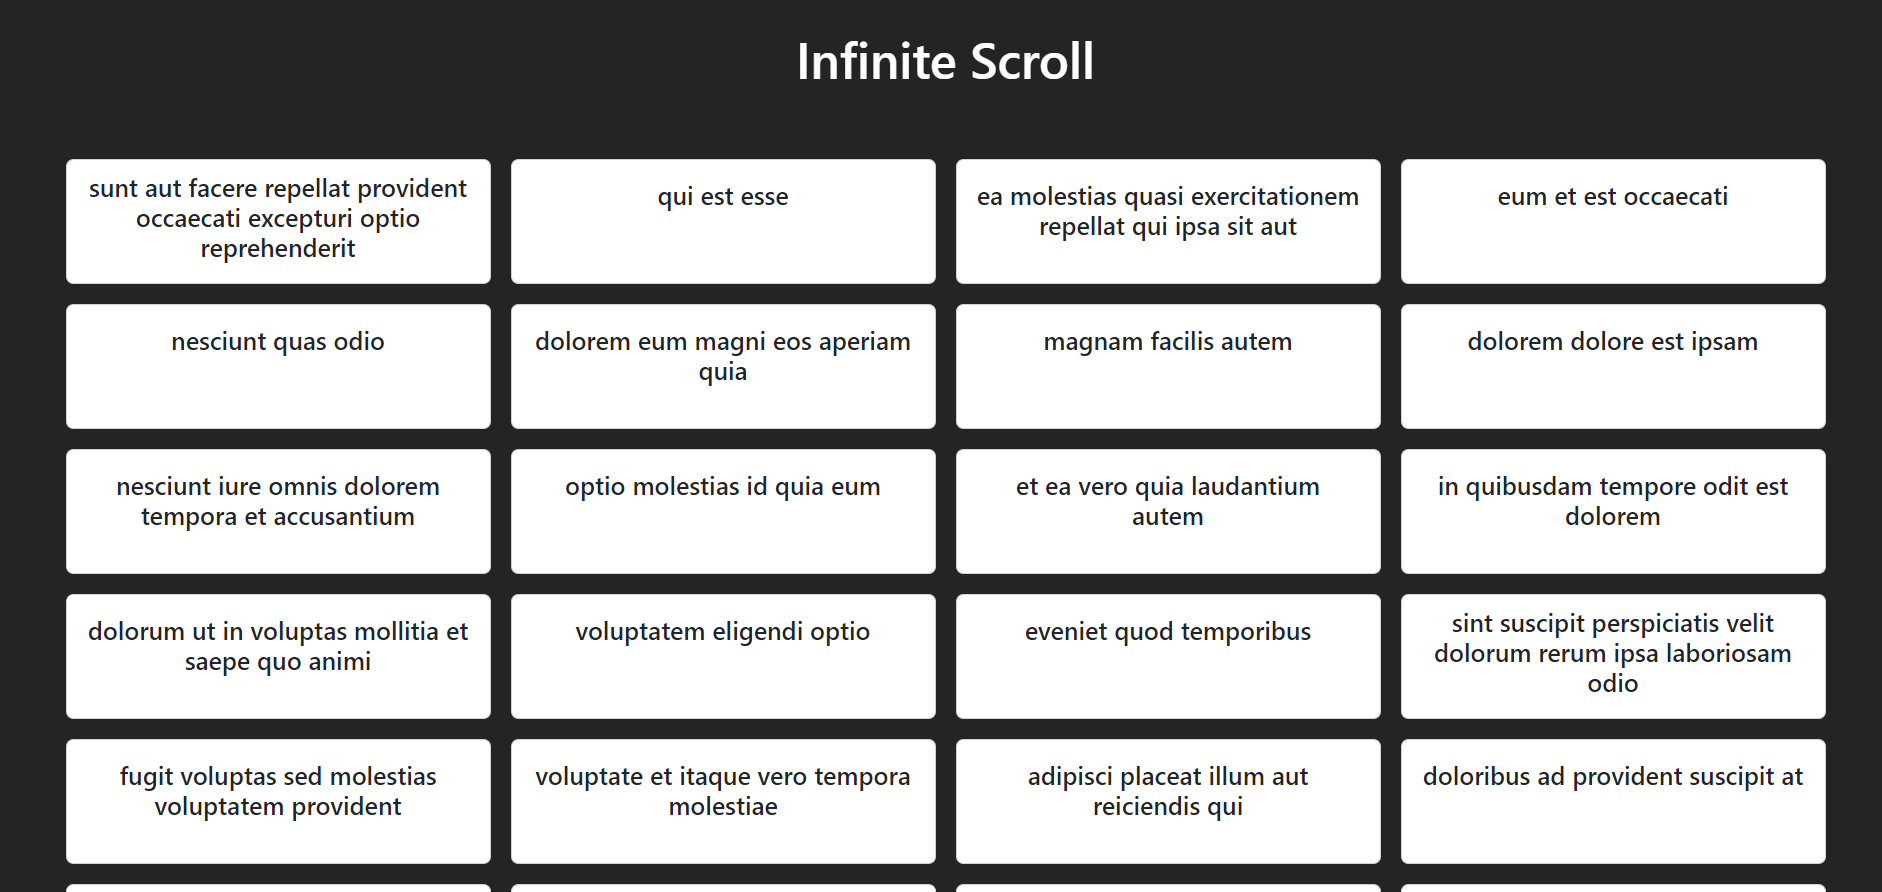 Infinite Scroll
sunt aut facere repellat provident
occaecati excepturi optio
reprehenderit
qui est esse
ea molestias quasi exercitationem
repellat qui ipsa sit aut
eum et est occaecati
nesciunt quas odio
dolorem eum magni eos aperiam
quia
magnam facilis autem
dolorem dolore est ipsam
nesciunt iure omnis dolorem
tempora et accusantium
optio molestias id quia eum
et ea vero quia laudantium
autem
in quibusdam tempore odit est
dolorem
dolorum ut in voluptas mollitia et
saepe quo animi
voluptatem eligendi optio
eveniet quod temporibus
sint suscipit perspiciatis velit
dolorum rerum ipsa laboriosam
odio
fugit voluptas sed molestias
voluptatem provident
voluptate et itaque vero tempora
molestiae
adipisci placeat illum aut
reiciendis qui
doloribus ad provident suscipit at